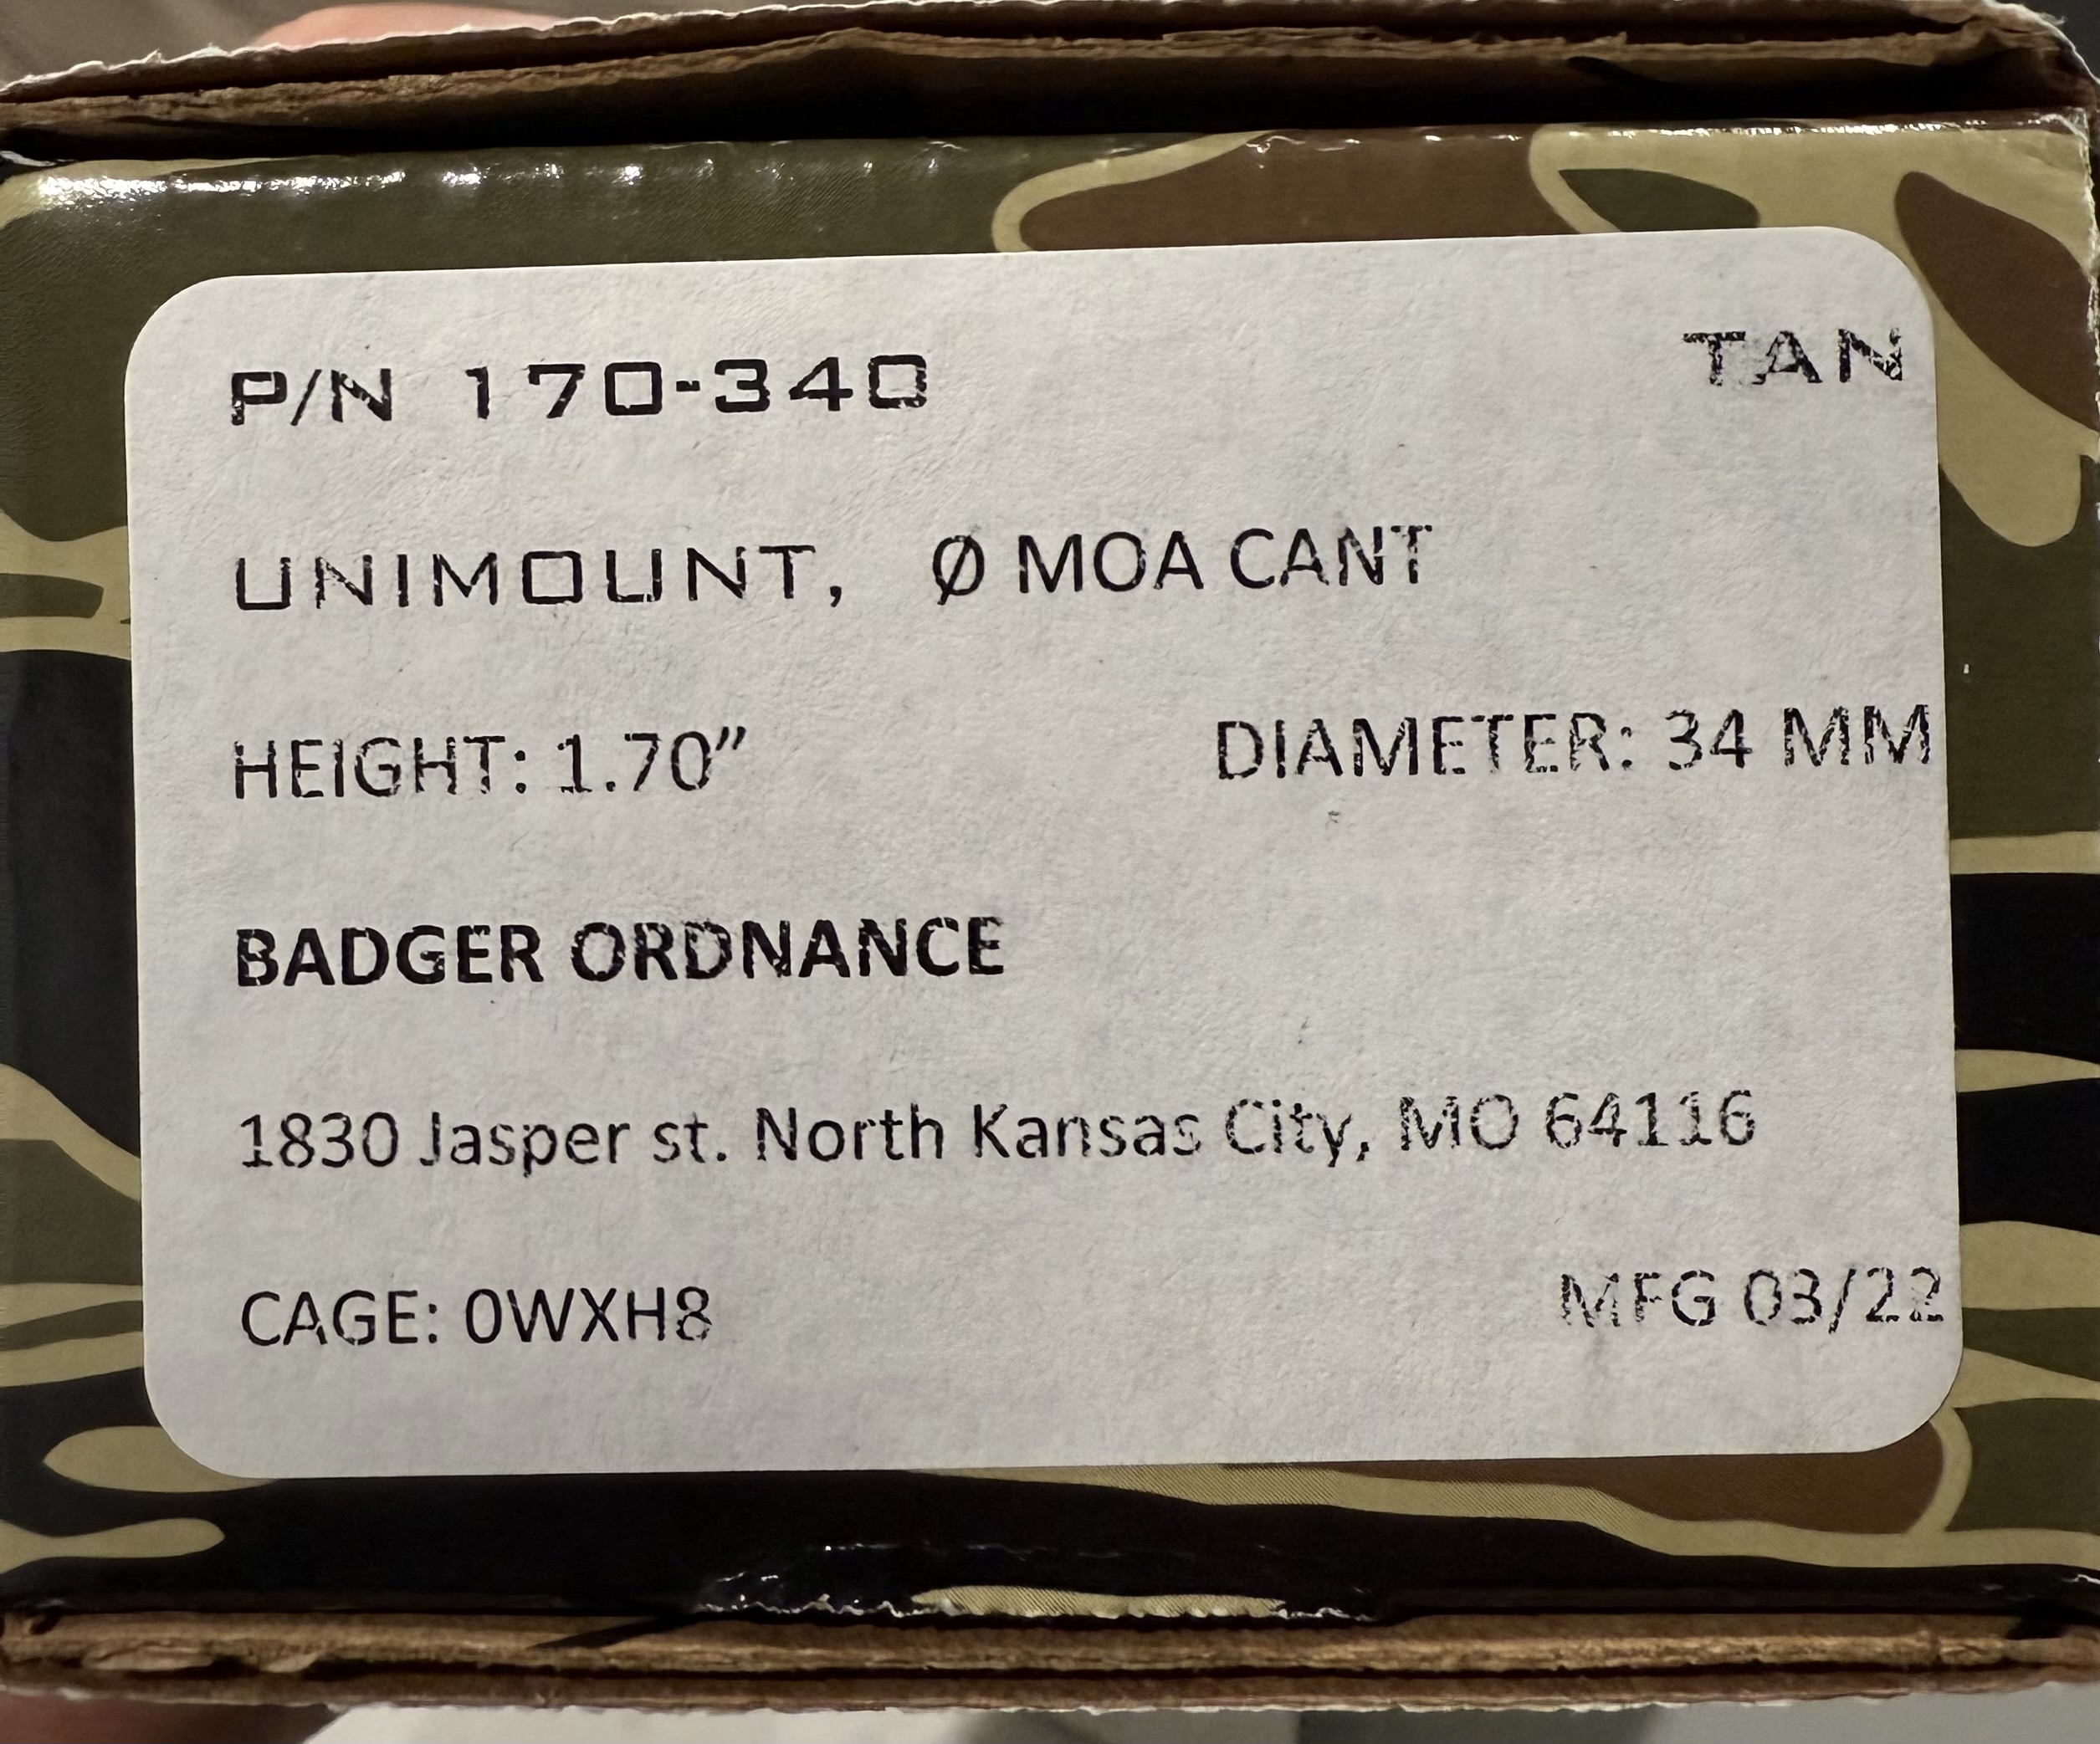 P/N 170-340 TAN
UNIMOUNT, Ø MOA CANT
HEIGHT: 1.70” DIAMETER: 34 MM
BADGER ORDNANCE
1830 Jasper st. North Kansas City, MO 64116
CAGE: 0WXH8 MFG 03/22